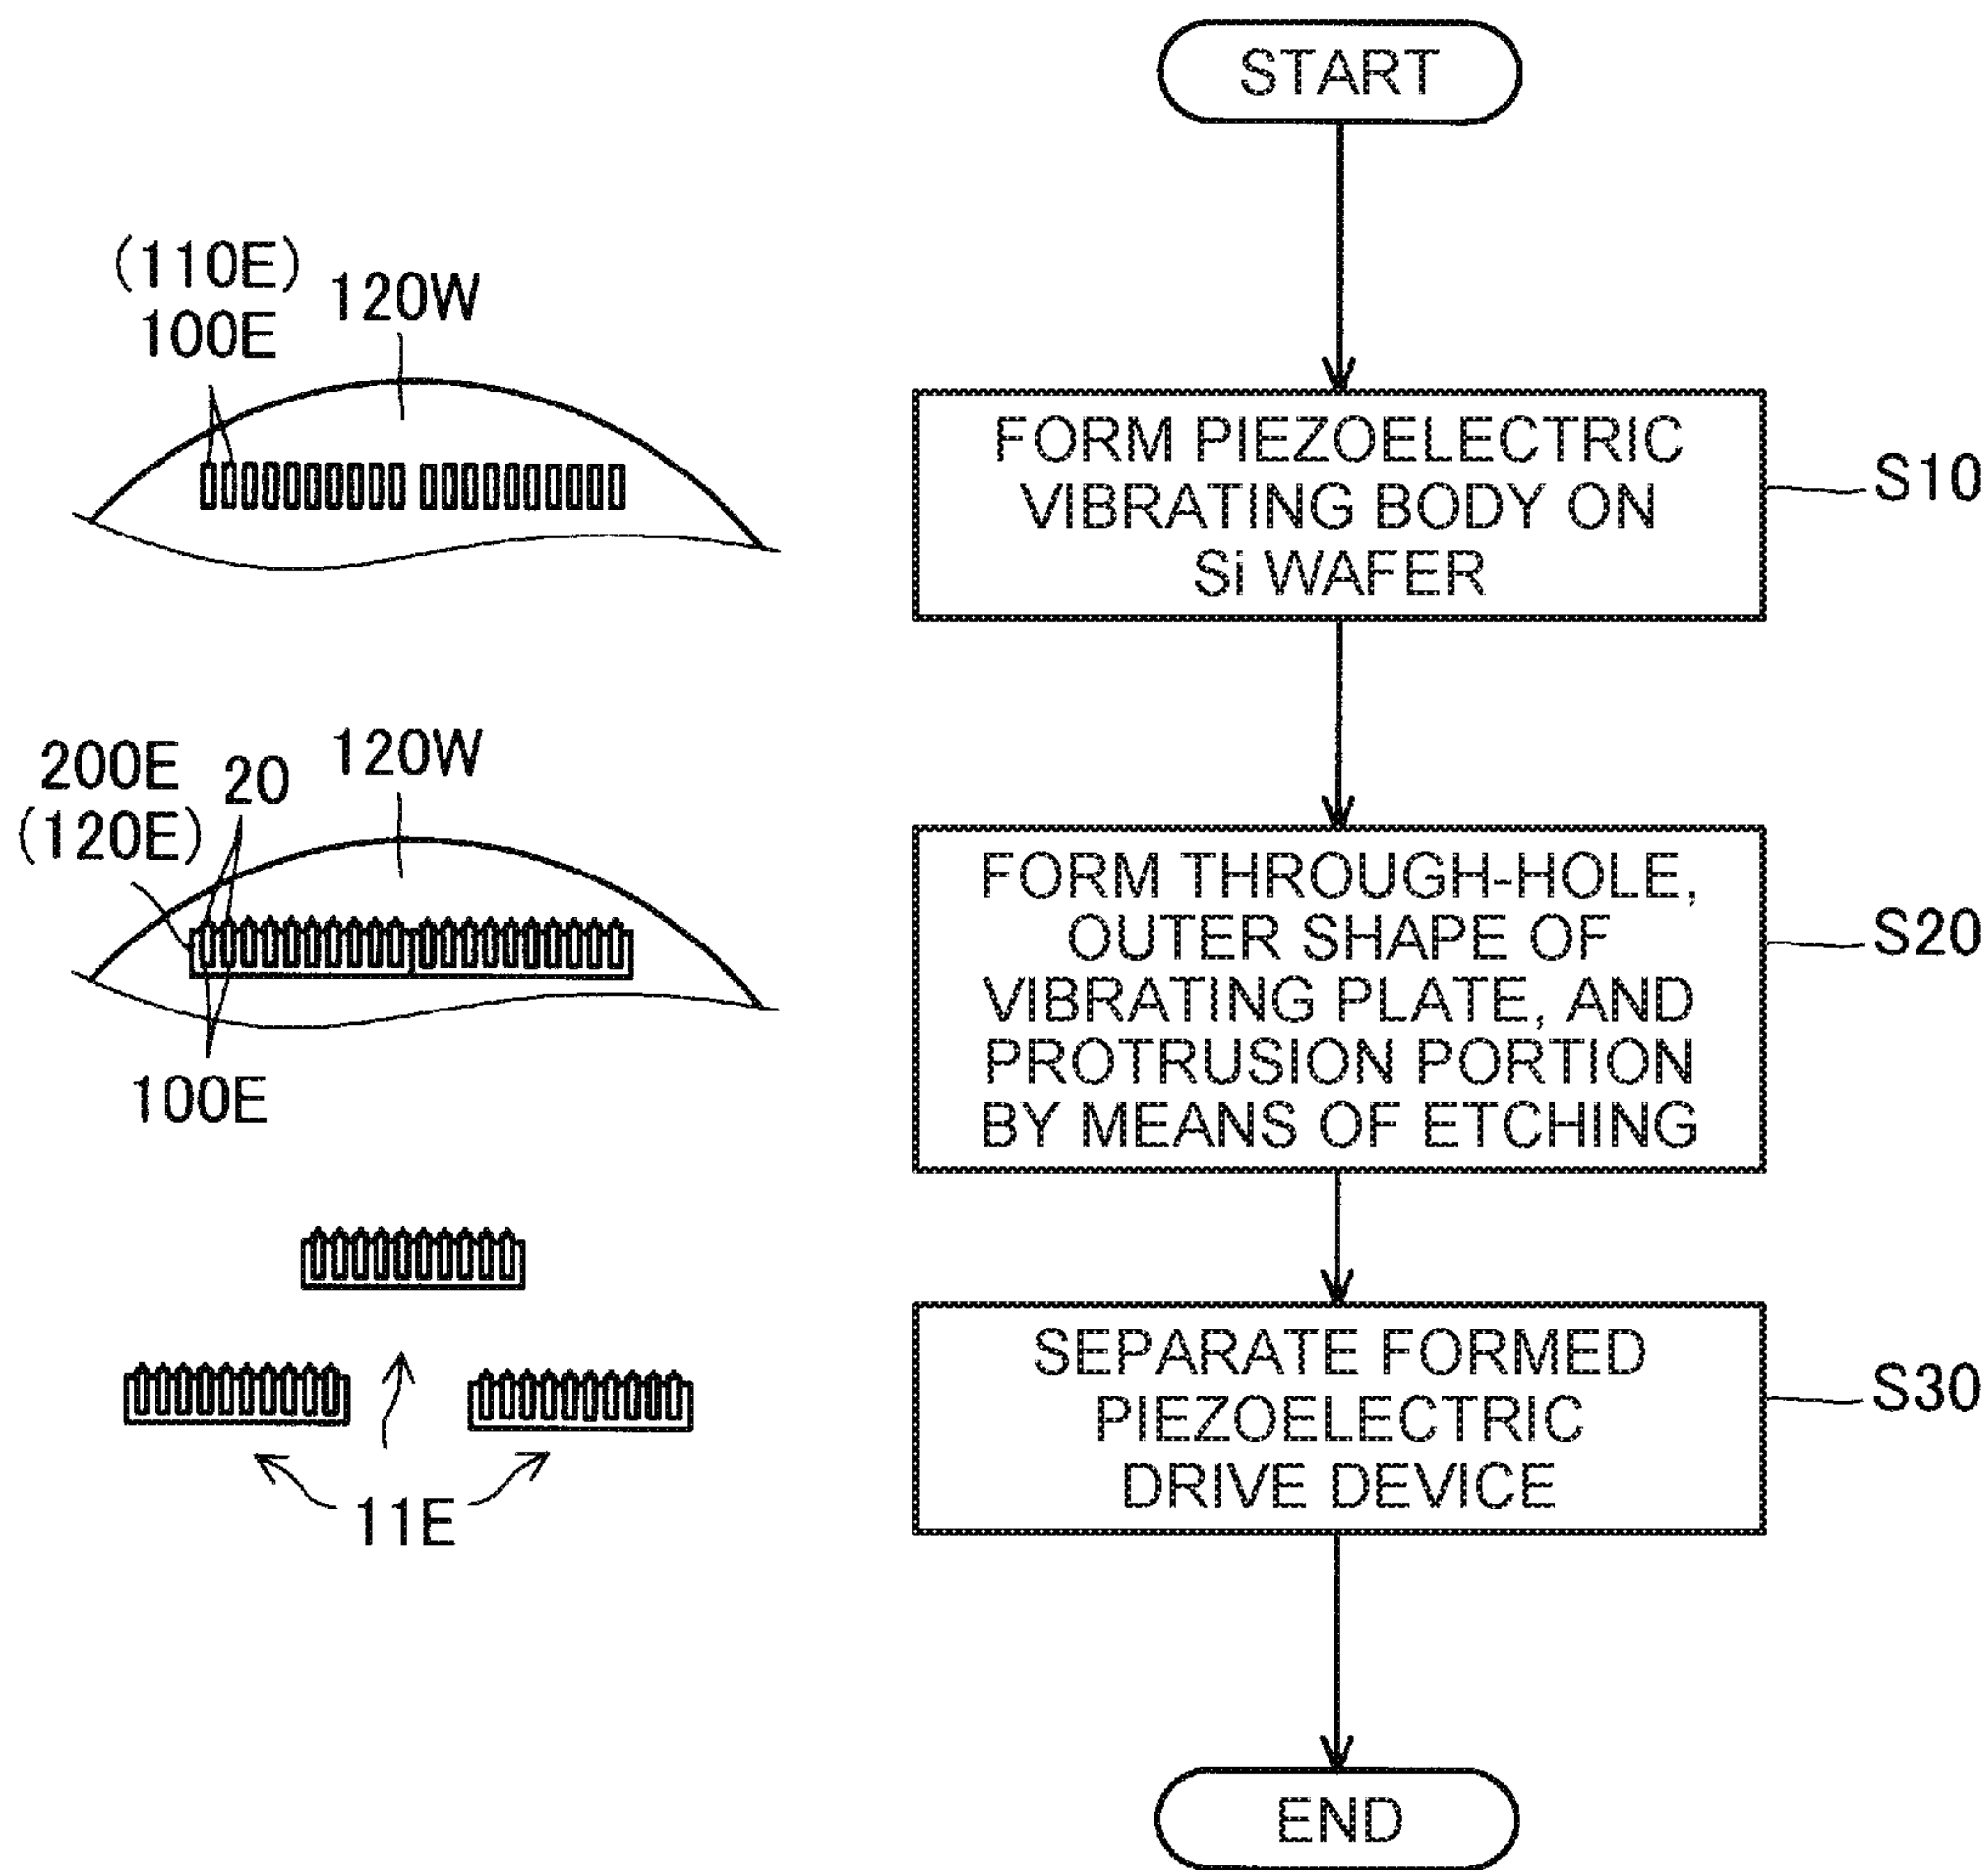 START
(110E)
100E
120W
FORM PIEZOELECTRIC
VIBRATING BODY ON
Si WAFER
S10
200E
(120E)
20
120W
100E
FORM THROUGH-HOLE,
OUTER SHAPE OF
VIBRATING PLATE, AND
PROTRUSION PORTION
BY MEANS OF ETCHING
S20
11E
SEPARATE FORMED
PIEZOELECTRIC
DRIVE DEVICE
S30
END